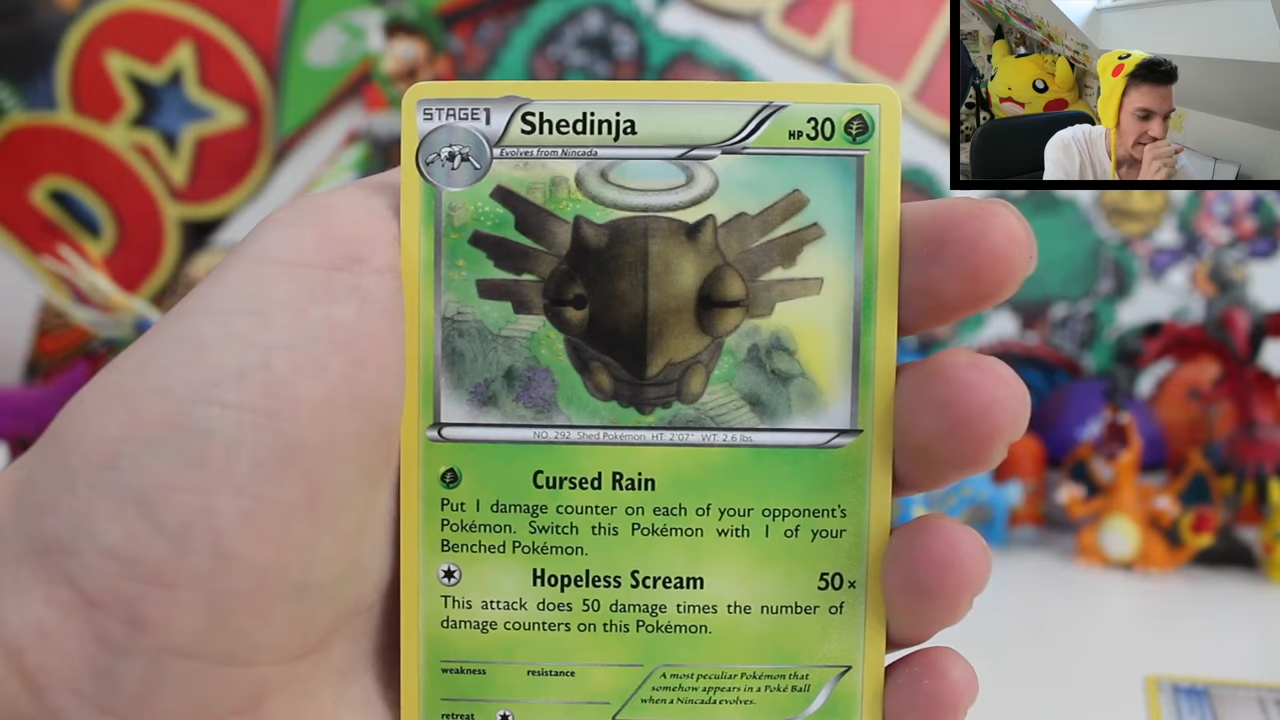 STAGE1
Shedinja
HP 30
Evolves from Nincada
NO. 292 Shed Pokémon HT: 2'07" WT: 2.6 lbs.
Cursed Rain
Put 1 damage counter on each of your opponent's
Pokémon. Switch this Pokémon with 1 of your
Benched Pokémon.
Hopeless Scream 50×
This attack does 50 damage times the number of
damage counters on this Pokémon.
weakness resistance
A most peculiar Pokémon that
somehow appears in a Poké Ball
when a Nincada evolves.
retreat